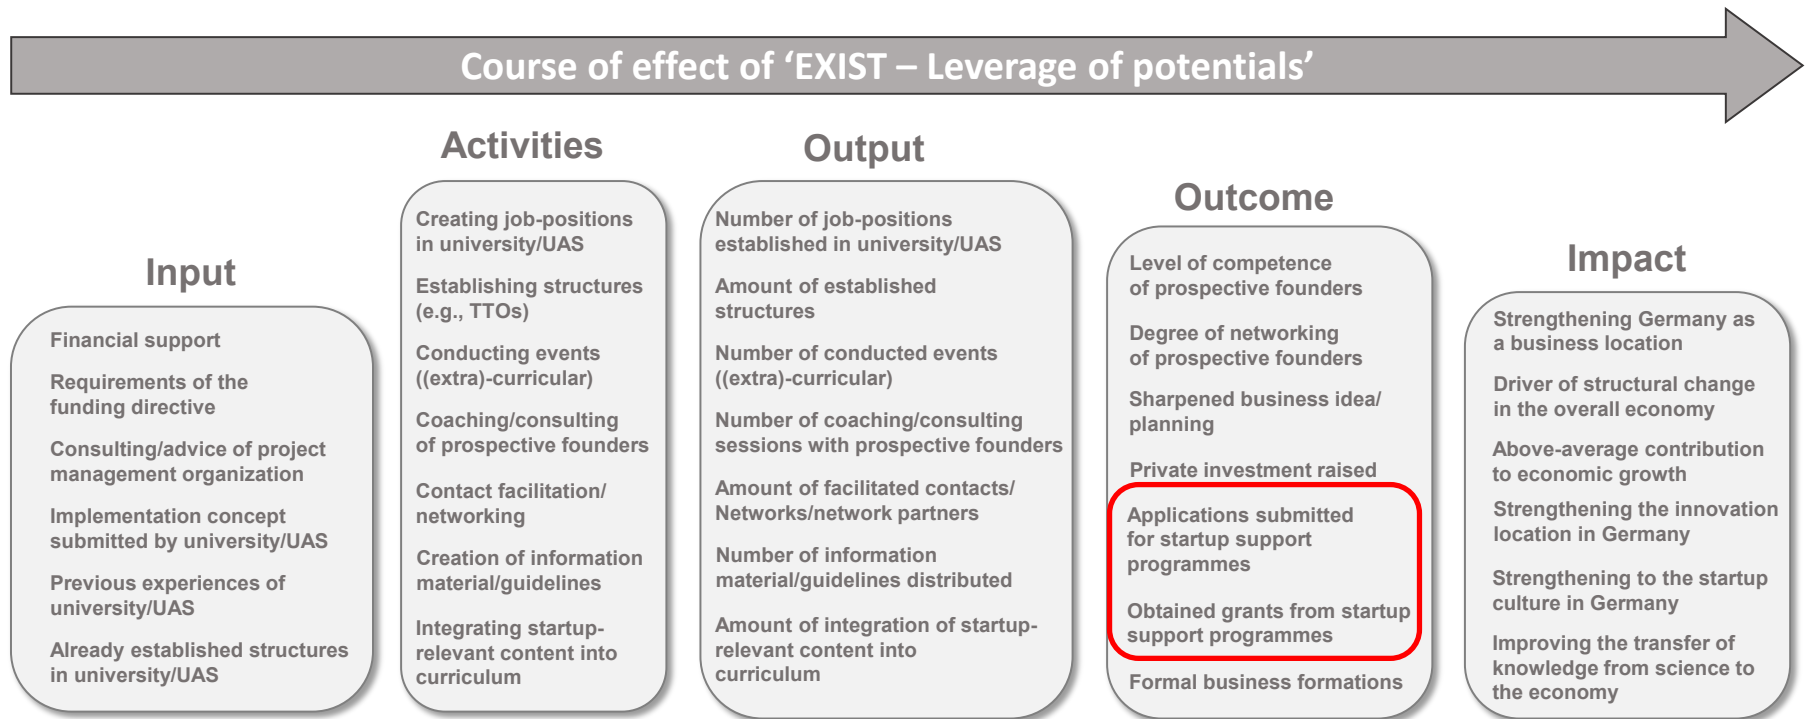 Course of effect of ‘EXIST – Leverage of potentials’
Input
Financial support
Requirements of the
funding directive
Consulting/advice of project
management organization
Implementation concept
submitted by university/UAS
Previous experiences of
university/UAS
Already established structures
in university/UAS
Activities
Creating job-positions
in university/UAS
Establishing structures
(e.g., TTOs)
Conducting events
((extra)-curricular)
Coaching/consulting
of prospective founders
Contact facilitation/
networking
Creation of information
material/guidelines
Integrating startup-
relevant content into
curriculum
Output
Number of job-positions
established in university/UAS
Amount of established
structures
Number of conducted events
((extra)-curricular)
Number of coaching/consulting
sessions with prospective founders
Amount of facilitated contacts/
Networks/network partners
Number of information
material/guidelines distributed
Amount of integration of startup-
relevant content into
curriculum
Outcome
Level of competence
of prospective founders
Degree of networking
of prospective founders
Sharpened business idea/
planning
Private investment raised
Applications submitted
for startup support
programmes
Obtained grants from startup
support programmes
Formal business formations
Impact
Strengthening Germany as
a business location
Driver of structural change
in the overall economy
Above-average contribution
to economic growth
Strengthening the innovation
location in Germany
Strengthening to the startup
culture in Germany
Improving the transfer of
knowledge from science to
the economy